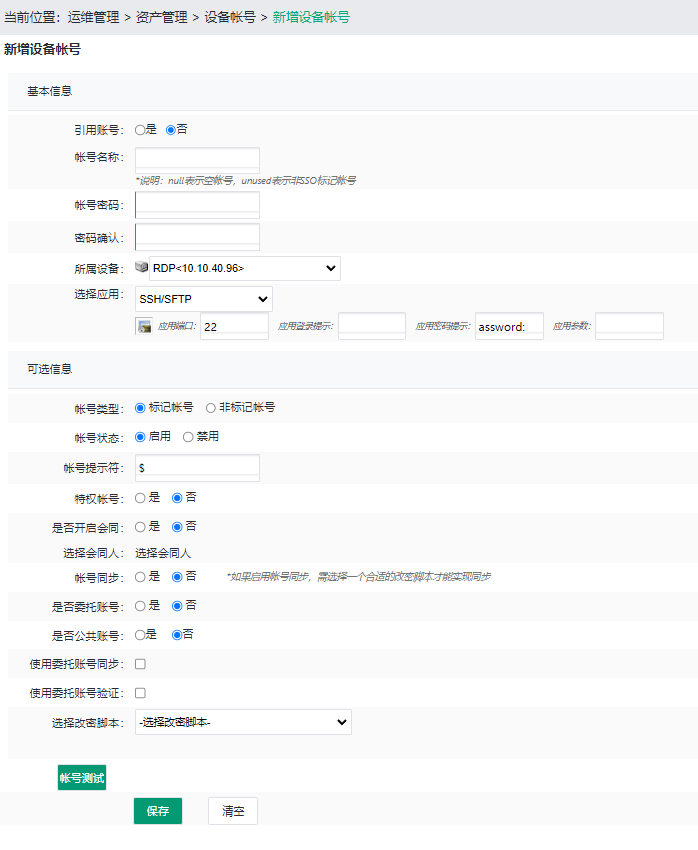 当前位置：运维管理 > 资产管理 > 设备帐号 > 新增设备帐号
新增设备帐号
基本信息
引用账号： 是 否
帐号名称：
*说明：null表示空帐号，unused表示非SSO标记帐号
帐号密码：
密码确认：
所属设备： RDP<10.10.40.96>
选择应用： SSH/SFTP
应用端口： 22 应用登录提示： 应用密码提示： assword: 应用参数：
可选信息
帐号类型： 标记帐号 非标记帐号
帐号状态： 启用 禁用
帐号提示符： $
特权帐号： 是 否
是否开启会同： 是 否
选择会同人： 选择会同人
帐号同步： 是 否 *如果启用帐号同步，需选择一个合适的改密脚本才能实现同步
是否委托账号： 是 否
是否公共账号： 是 否
使用委托账号同步：
使用委托账号验证：
选择改密脚本： -选择改密脚本-
帐号测试
保存 清空